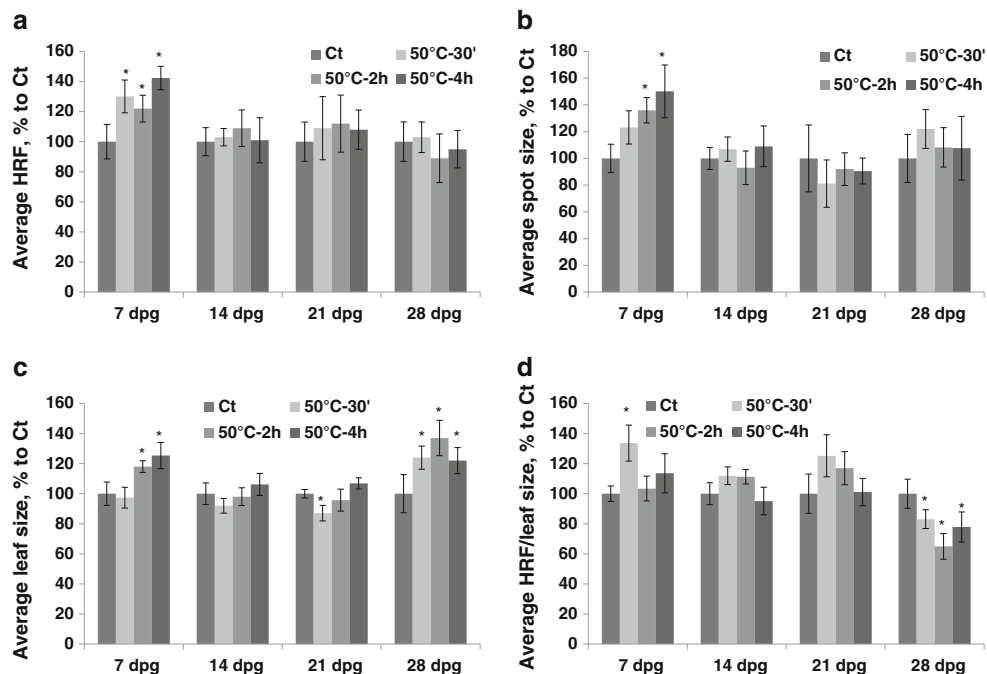 a
Average HRF, % to Ct
160
140
120
100
80
60
40
20
0
* * *
Ct 50°C-30'
50°C-2h 50°C-4h
7 dpg 14 dpg 21 dpg 28 dpg
b
Average spot size, % to Ct
180
160
140
120
100
80
60
40
20
0
* *
Ct 50°C-30'
50°C-2h 50°C-4h
7 dpg 14 dpg 21 dpg 28 dpg
c
Average leaf size, % to Ct
160
140
120
100
80
60
40
20
0
Ct 50°C-30'
50°C-2h 50°C-4h
* * * * * *
7 dpg 14 dpg 21 dpg 28 dpg
d
Average HRF/leaf size, % to Ct
160
140
120
100
80
60
40
20
0
Ct 50°C-30'
50°C-2h 50°C-4h
* * * *
7 dpg 14 dpg 21 dpg 28 dpg